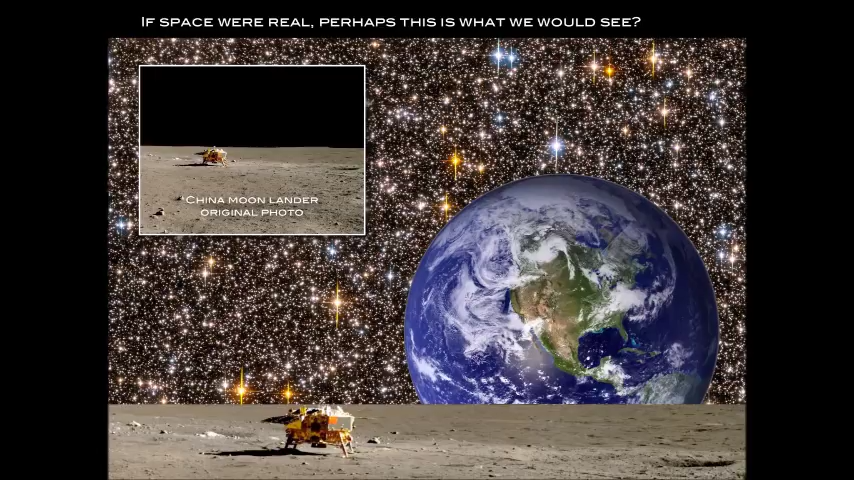 If space were real, perhaps this is what we would see?
*China moon lander
original photo